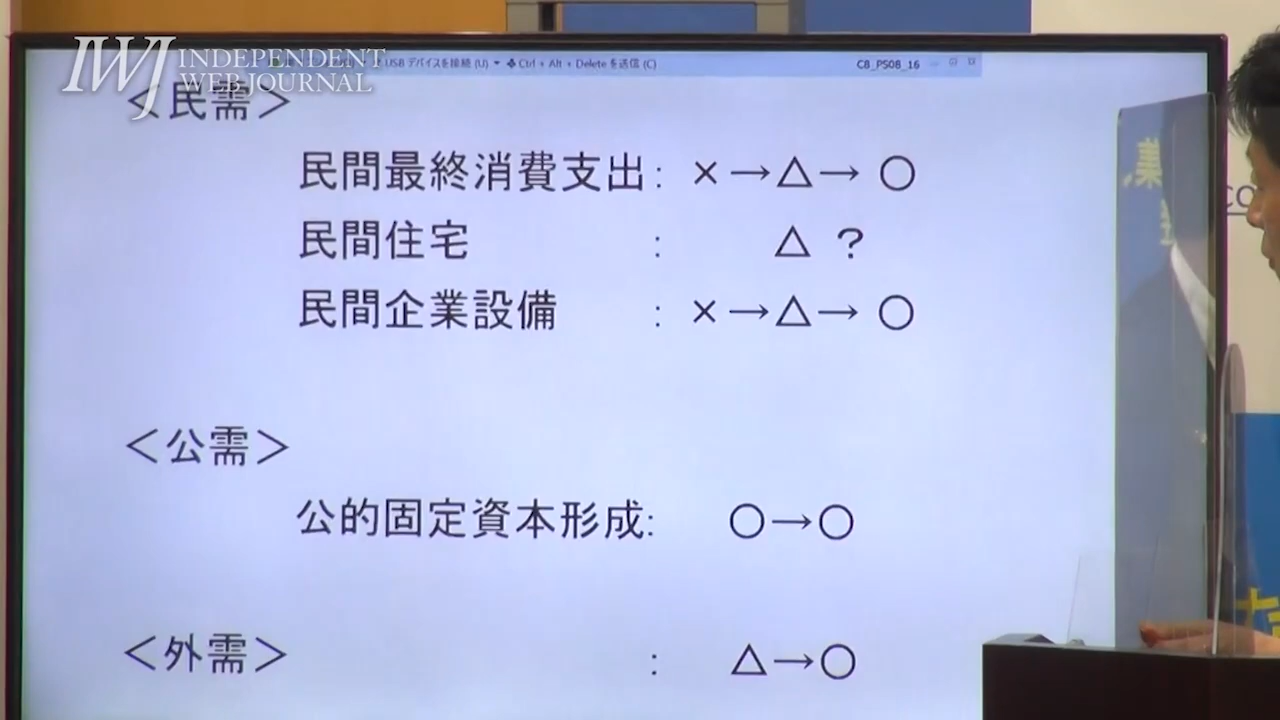 IWJ INDEPENDENT
WEB JOURNAL
USB デバイスを接続 (U) Ctrl + Alt + Delete を送信 (C) C8_PS08_16
＜民需＞
民間最終消費支出： ×→△→ ○
民間住宅 ： △ ？
民間企業設備 ： ×→△→ ○
＜公需＞
公的固定資本形成： ○→○
＜外需＞ ： △→○